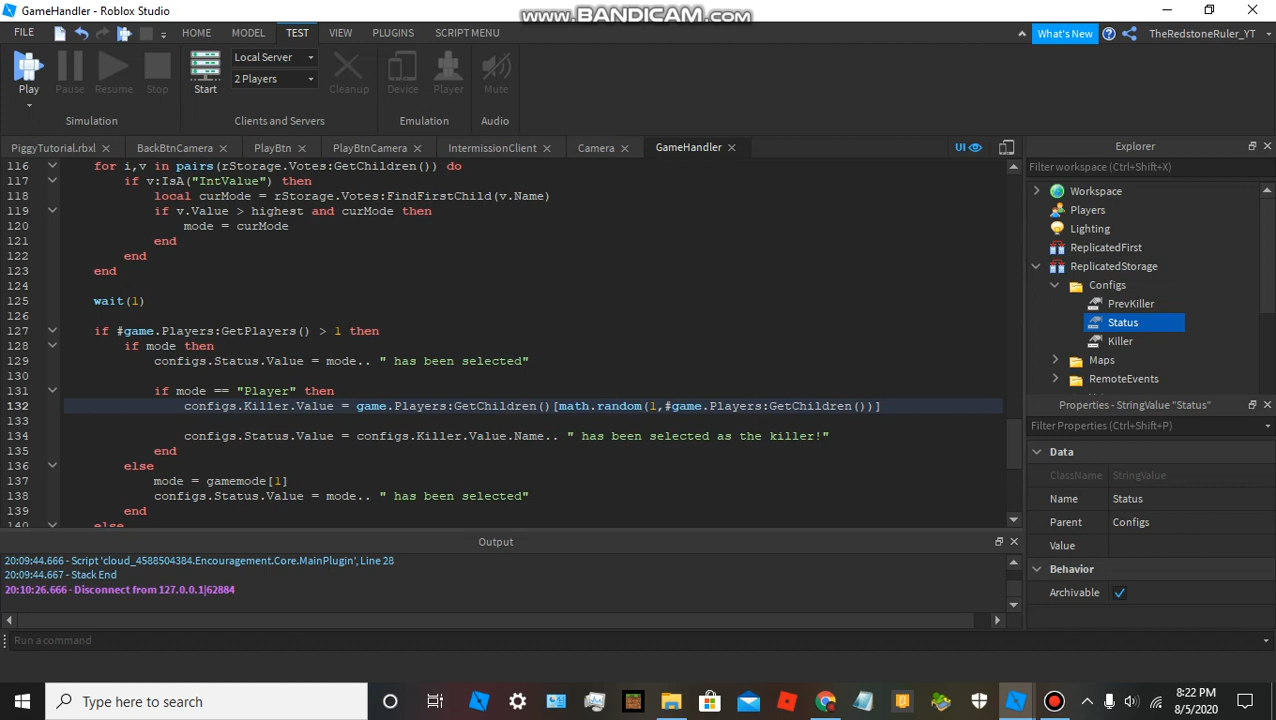 GameHandler - Roblox Studio
www.BANDICAM.com
FILE HOME MODEL TEST VIEW PLUGINS SCRIPT MENU What's New TheRedstoneRuler_YT
Local Server
2 Players
Play Pause Resume Stop Start Cleanup Device Player Mute
Simulation Clients and Servers Emulation Audio
PiggyTutorial.rbxl BackBtnCamera PlayBtn PlayBtnCamera IntermissionClient Camera GameHandler UI
116 for i,v in pairs(rStorage.Votes:GetChildren()) do
117 if v:IsA("IntValue") then
118 local curMode = rStorage.Votes:FindFirstChild(v.Name)
119 if v.Value > highest and curMode then
120 mode = curMode
121 end
122 end
123 end
124
125 wait(1)
126
127 if #game.Players:GetPlayers() > 1 then
128 if mode then
129 configs.Status.Value = mode.. " has been selected"
130
131 if mode == "Player" then
132 configs.Killer.Value = game.Players:GetChildren()[math.random(1,#game.Players:GetChildren())]
133
134 configs.Status.Value = configs.Killer.Value.Name.. " has been selected as the killer!"
135 end
136 else
137 mode = gamemode[1]
138 configs.Status.Value = mode.. " has been selected"
139 end
140 else
Explorer
Filter workspace (Ctrl+Shift+X)
Workspace
Players
Lighting
ReplicatedFirst
ReplicatedStorage
Configs
PrevKiller
Status
Killer
Maps
RemoteEvents
Properties - StringValue "Status"
Filter Properties (Ctrl+Shift+P)
Data
ClassName StringValue
Name Status
Parent Configs
Value
Behavior
Archivable
Output
20:09:44.666 - Script 'cloud_4588504384.Encouragement.Core.MainPlugin', Line 28
20:09:44.667 - Stack End
20:10:26.666 - Disconnect from 127.0.0.1|62884
Run a command
Type here to search
8:22 PM
8/5/2020